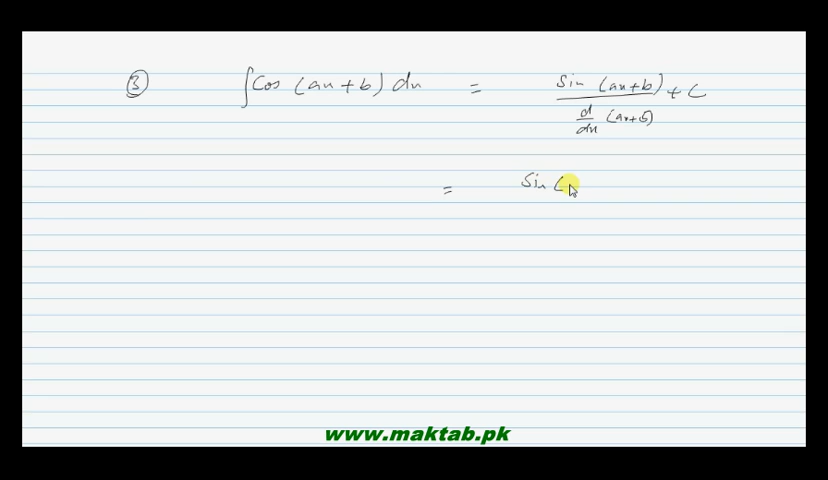 ③ ∫Cos (ax + b) dx = Sin (ax+b) / d/dx (ax+b) + C
= Sin (
www.maktab.pk